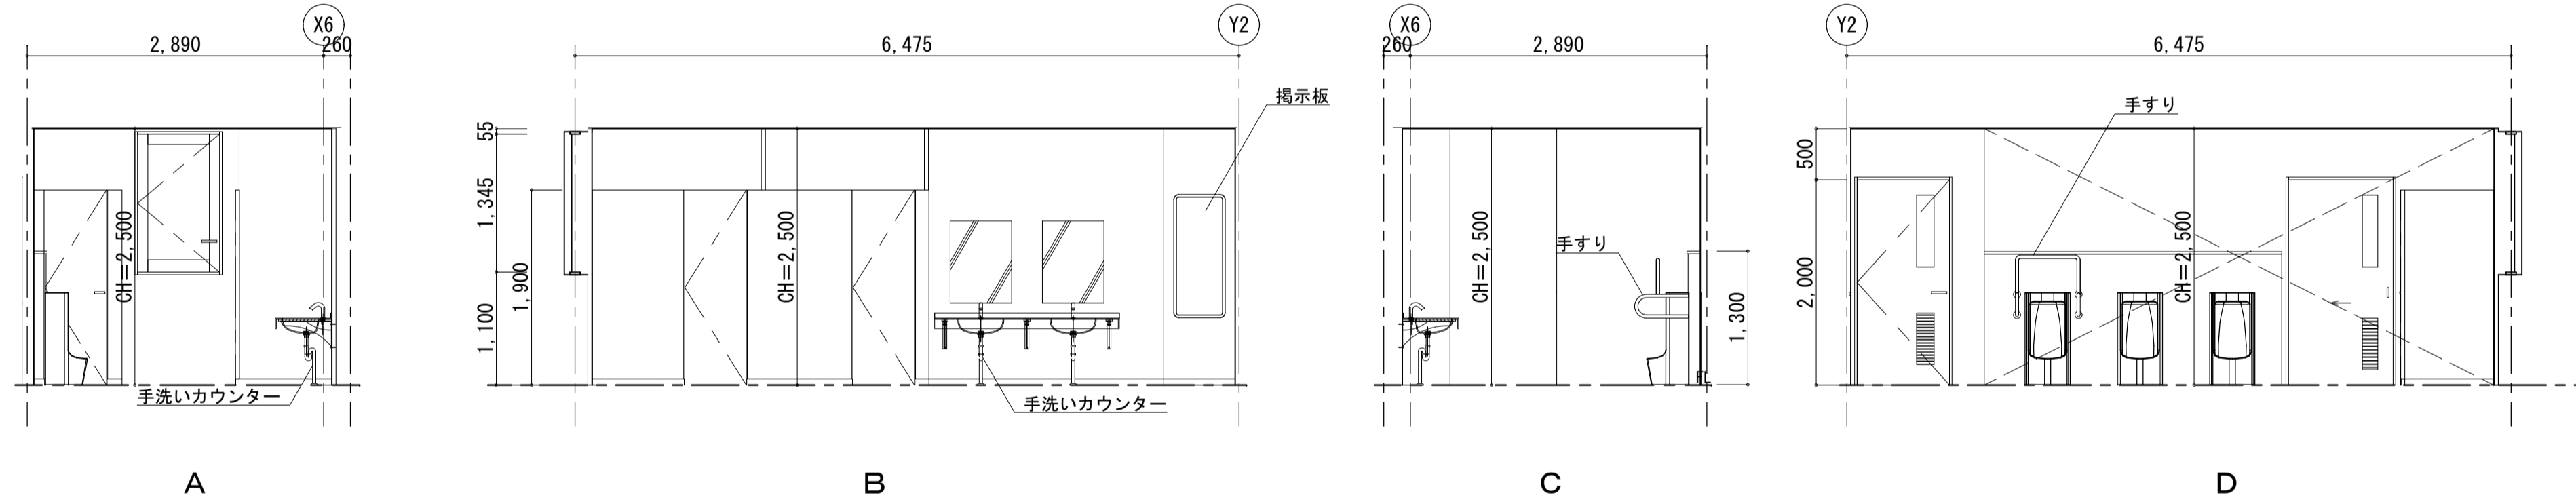 X6
2,890
260
CH=2,500
手洗いカウンター
A
Y2
6,475
掲示板
55
1,345
1,100
1,900
CH=2,500
手洗いカウンター
B
X6
260
2,890
CH=2,500
手すり
1,300
FL
C
Y2
6,475
手すり
500
2,000
CH=2,500
D